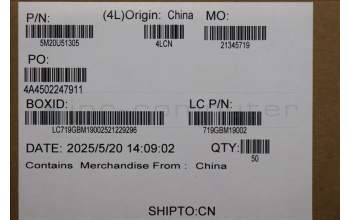 P/N: (4L)Origin: China MO:
5M20U51305 4LCN 21345719
PO:
4A4502247911
BOXID: LC P/N:
LC719GBM19002521229296 719GBM19002
DATE: 2025/5/20 14:09:02 QTY:
50
Contains Merchandise From : China
SHIPTO:CN